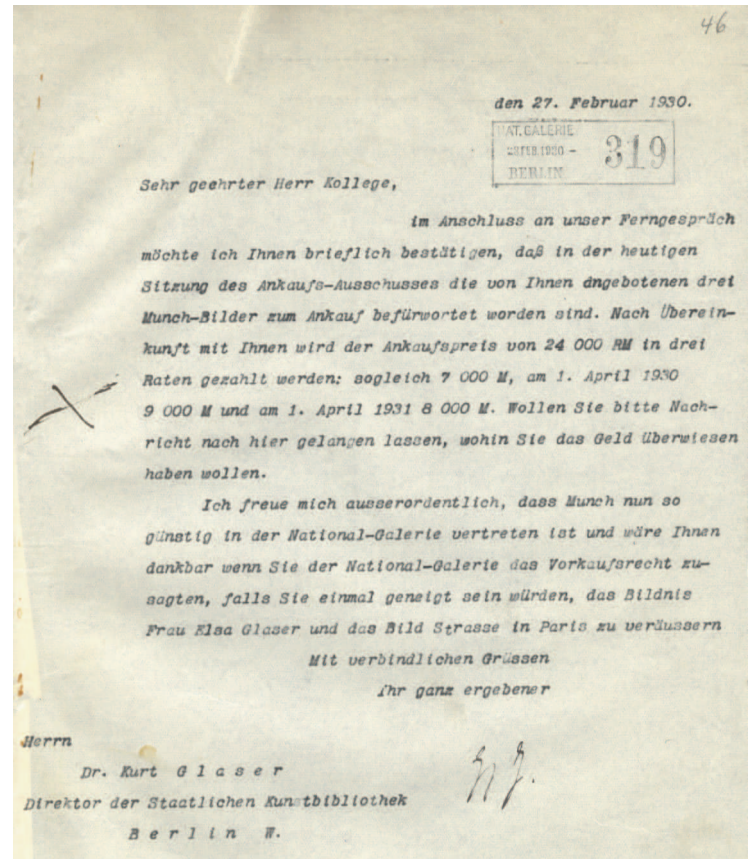 46
den 27. Februar 1930.
NAT. GALERIE
319
BERLIN
Sehr geehrter Herr Kollege,
im Anschluss an unser Ferngespräch
möchte ich Ihnen brieflich bestätigen, daß in der heutigen
Sitzung des Ankaufs-Ausschusses die von Ihnen angebotenen drei
Munch-Bilder zum Ankauf befürwortet worden sind. Nach Überein-
kunft mit Ihnen wird der Ankaufspreis von 24 000 RM in drei
Raten gezahlt werden: sogleich 7 000 M, am 1. April 1930
9 000 M und am 1. April 1931 8 000 M. Wollen Sie bitte Nach-
richt nach hier gelangen lassen, wohin Sie das Geld überwiesen
haben wollen.
Ich freue mich ausserordentlich, dass Munch nun so
günstig in der National-Galerie vertreten ist und wäre Ihnen
dankbar wenn Sie der National-Galerie das Vorkaufsrecht zu-
sagten, falls Sie einmal geneigt sein würden, das Bildnis
Frau Elsa Glaser und das Bild Strasse in Paris zu veräussern
Mit verbindlichen Grüssen
Ihr ganz ergebener
Herrn
Dr. Kurt Glaser
Direktor der Staatlichen Kunstbibliothek
Berlin W.